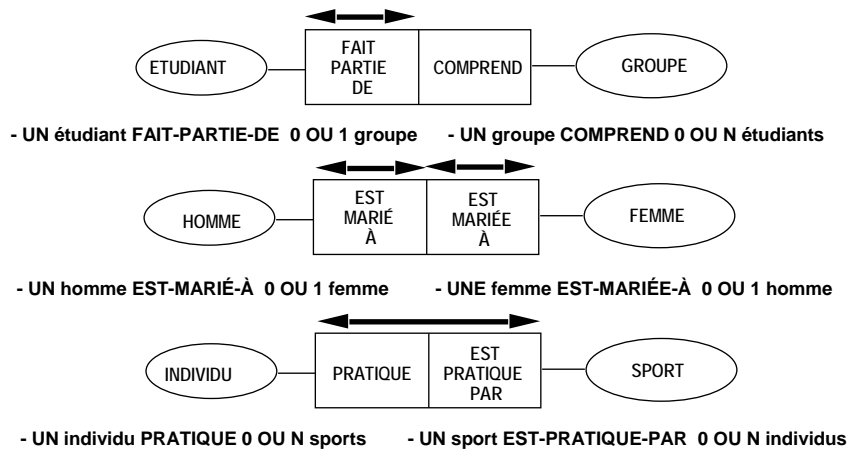 ETUDIANT
FAIT
PARTIE
DE
COMPREND
GROUPE
- UN étudiant FAIT-PARTIE-DE 0 OU 1 groupe - UN groupe COMPREND 0 OU N étudiants
HOMME
EST
MARIÉ
À
EST
MARIÉE
À
FEMME
- UN homme EST-MARIÉ-À 0 OU 1 femme - UNE femme EST-MARIÉE-À 0 OU 1 homme
INDIVIDU
PRATIQUE
EST
PRATIQUE
PAR
SPORT
- UN individu PRATIQUE 0 OU N sports - UN sport EST-PRATIQUE-PAR 0 OU N individus